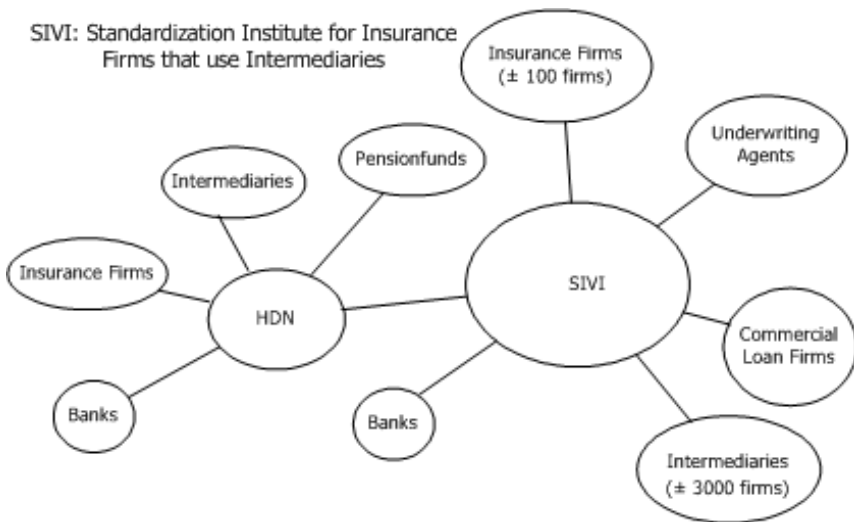 SIVI: Standardization Institute for Insurance
Firms that use Intermediaries
Insurance Firms
(± 100 firms)
Underwriting
Agents
Pensionfunds
Intermediaries
Insurance Firms
HDN
SIVI
Commercial
Loan Firms
Banks
Banks
Intermediaries
(± 3000 firms)